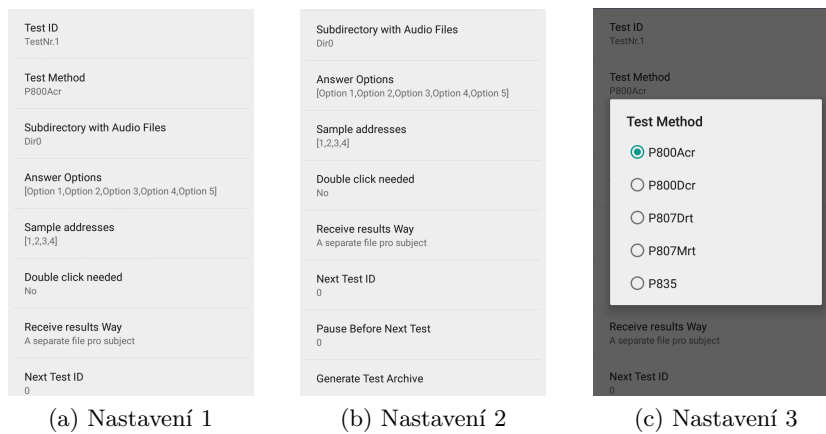 Test ID
TestNr.1
Test Method
P800Acr
Subdirectory with Audio Files
Dir0
Answer Options
[Option 1,Option 2,Option 3,Option 4,Option 5]
Sample addresses
[1,2,3,4]
Double click needed
No
Receive results Way
A separate file pro subject
Next Test ID
0
(a) Nastavení 1
Subdirectory with Audio Files
Dir0
Answer Options
[Option 1,Option 2,Option 3,Option 4,Option 5]
Sample addresses
[1,2,3,4]
Double click needed
No
Receive results Way
A separate file pro subject
Next Test ID
0
Pause Before Next Test
0
Generate Test Archive
(b) Nastavení 2
Test ID
TestNr.1
Test Method
P800Acr
Test Method
P800Acr
P800Dcr
P807Drt
P807Mrt
P835
Receive results Way
A separate file pro subject
Next Test ID
0
(c) Nastavení 3